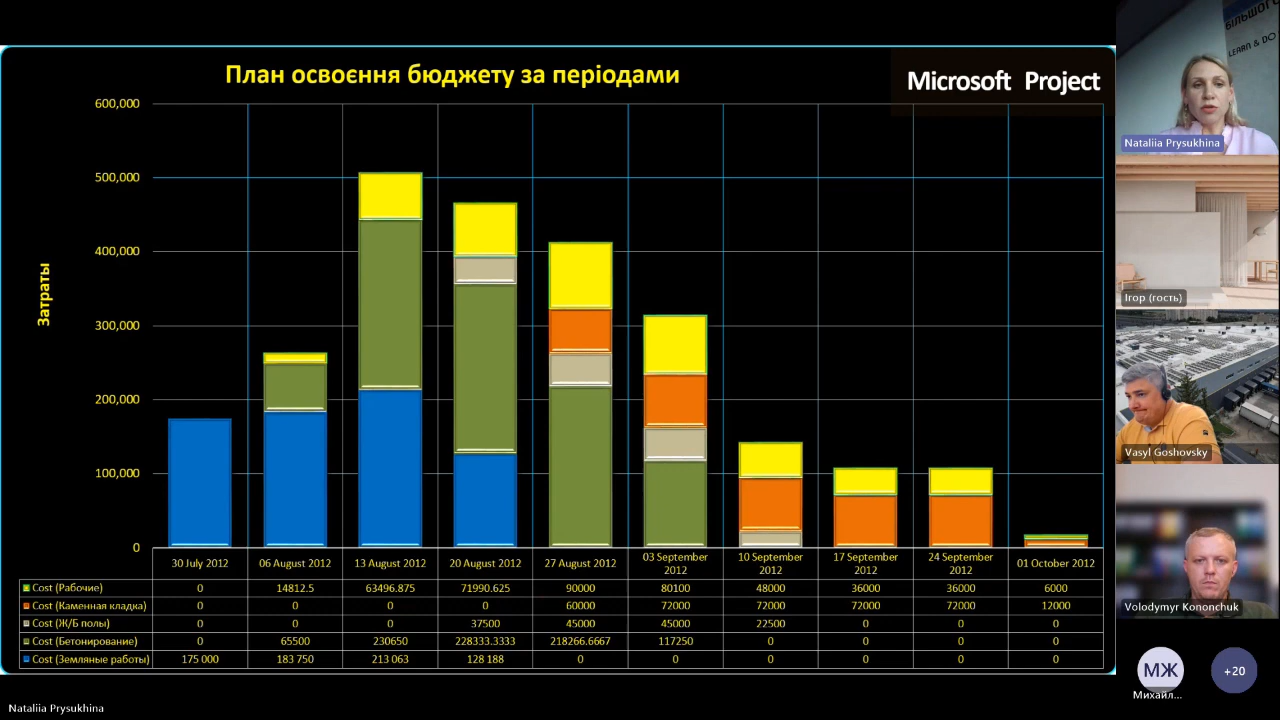 План освоєння бюджету за періодами
Microsoft Project
600,000
500,000
400,000
300,000
200,000
100,000
0
Затраты
30 July 2012 06 August 2012 13 August 2012 20 August 2012 27 August 2012 03 September 2012 10 September 2012 17 September 2012 24 September 2012 01 October 2012
Cost (Рабочие) 0 14812.5 63496.875 71990.625 90000 80100 48000 36000 36000 6000
Cost (Каменная кладка) 0 0 0 0 60000 72000 72000 72000 72000 12000
Cost (Ж/Б полы) 0 0 0 37500 45000 45000 22500 0 0 0
Cost (Бетонирование) 0 65500 230650 228333.3333 218266.6667 117250 0 0 0 0
Cost (Земляные работы) 175 000 183 750 213 063 128 188 0 0 0 0 0 0
Nataliia Prysukhina
БІЛЬШОГО
LEARN & DO
Nataliia Prysukhina
Ігор (гость)
Vasyl Goshovsky
Volodymyr Kononchuk
МЖ
Михайл...
+20